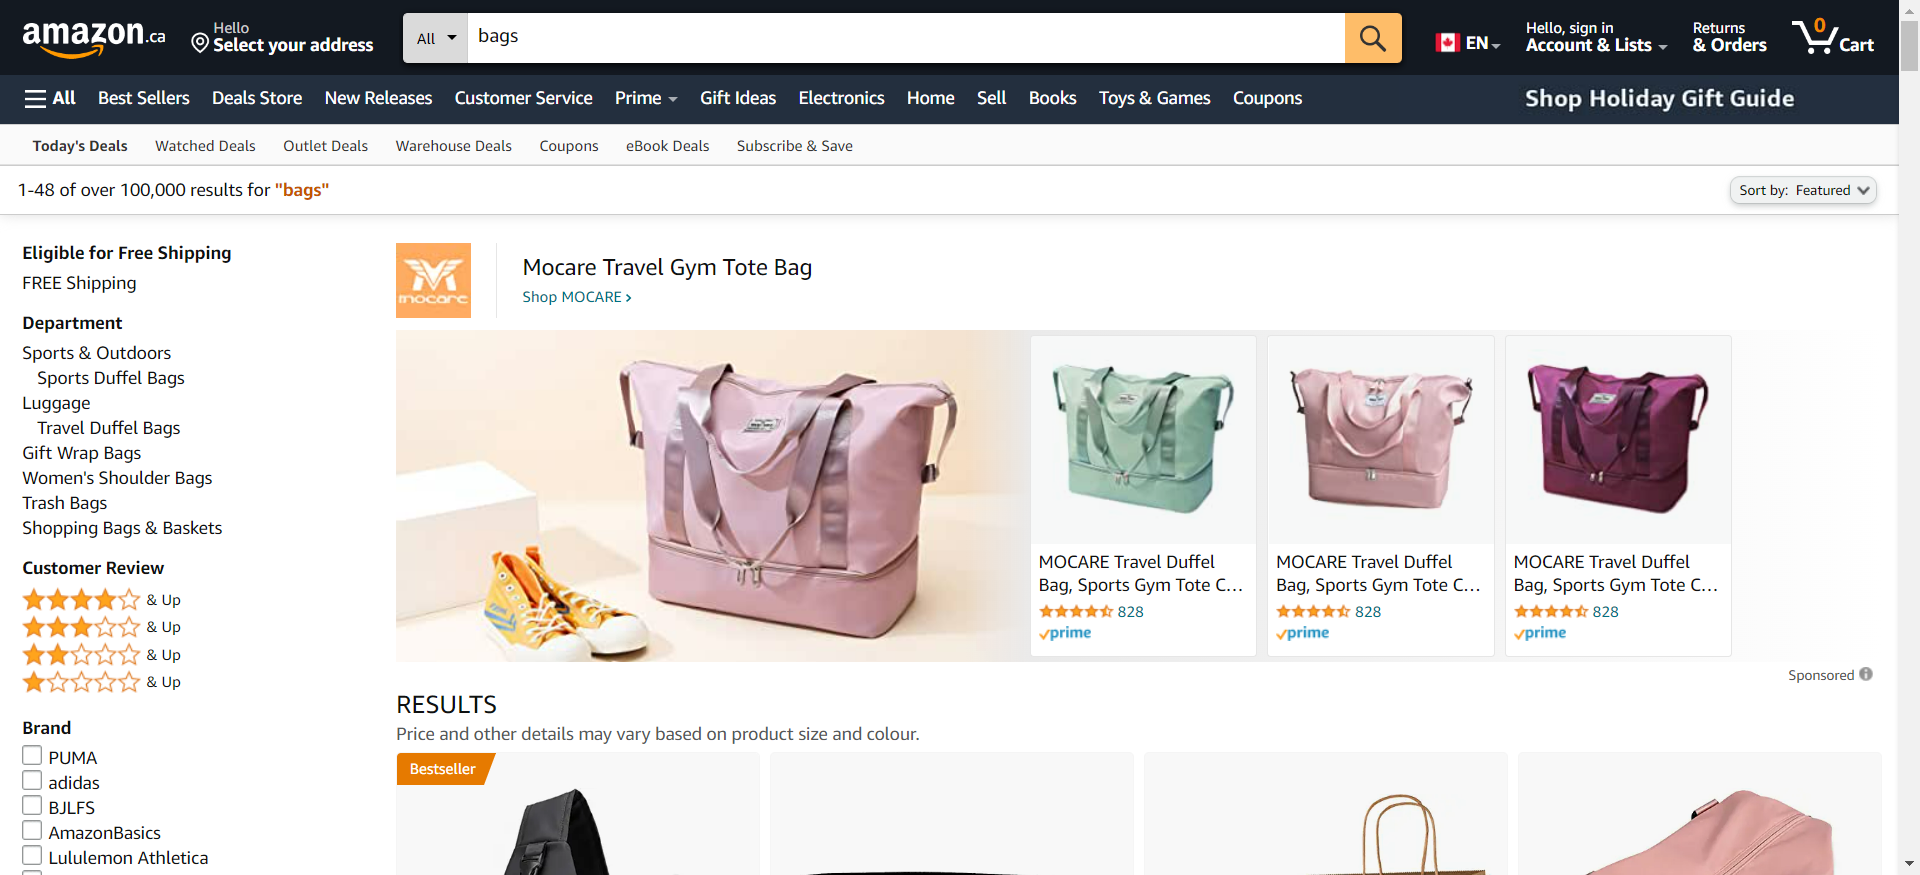 amazon.ca
Hello
Select your address
All
bags
EN
Hello, sign in
Account & Lists
Returns
& Orders
0
Cart
All
Best Sellers
Deals Store
New Releases
Customer Service
Prime
Gift Ideas
Electronics
Home
Sell
Books
Toys & Games
Coupons
Shop Holiday Gift Guide
Today's Deals
Watched Deals
Outlet Deals
Warehouse Deals
Coupons
eBook Deals
Subscribe & Save
1-48 of over 100,000 results for "bags"
Sort by: Featured
Eligible for Free Shipping
FREE Shipping
Department
Sports & Outdoors
Sports Duffel Bags
Luggage
Travel Duffel Bags
Gift Wrap Bags
Women's Shoulder Bags
Trash Bags
Shopping Bags & Baskets
Customer Review
& Up
& Up
& Up
& Up
Brand
PUMA
adidas
BJLFS
AmazonBasics
Lululemon Athletica
mocare
Mocare Travel Gym Tote Bag
Shop MOCARE ›
MOCARE Travel Duffel
Bag, Sports Gym Tote C...
828
prime
MOCARE Travel Duffel
Bag, Sports Gym Tote C...
828
prime
MOCARE Travel Duffel
Bag, Sports Gym Tote C...
828
prime
Sponsored
RESULTS
Price and other details may vary based on product size and colour.
Bestseller